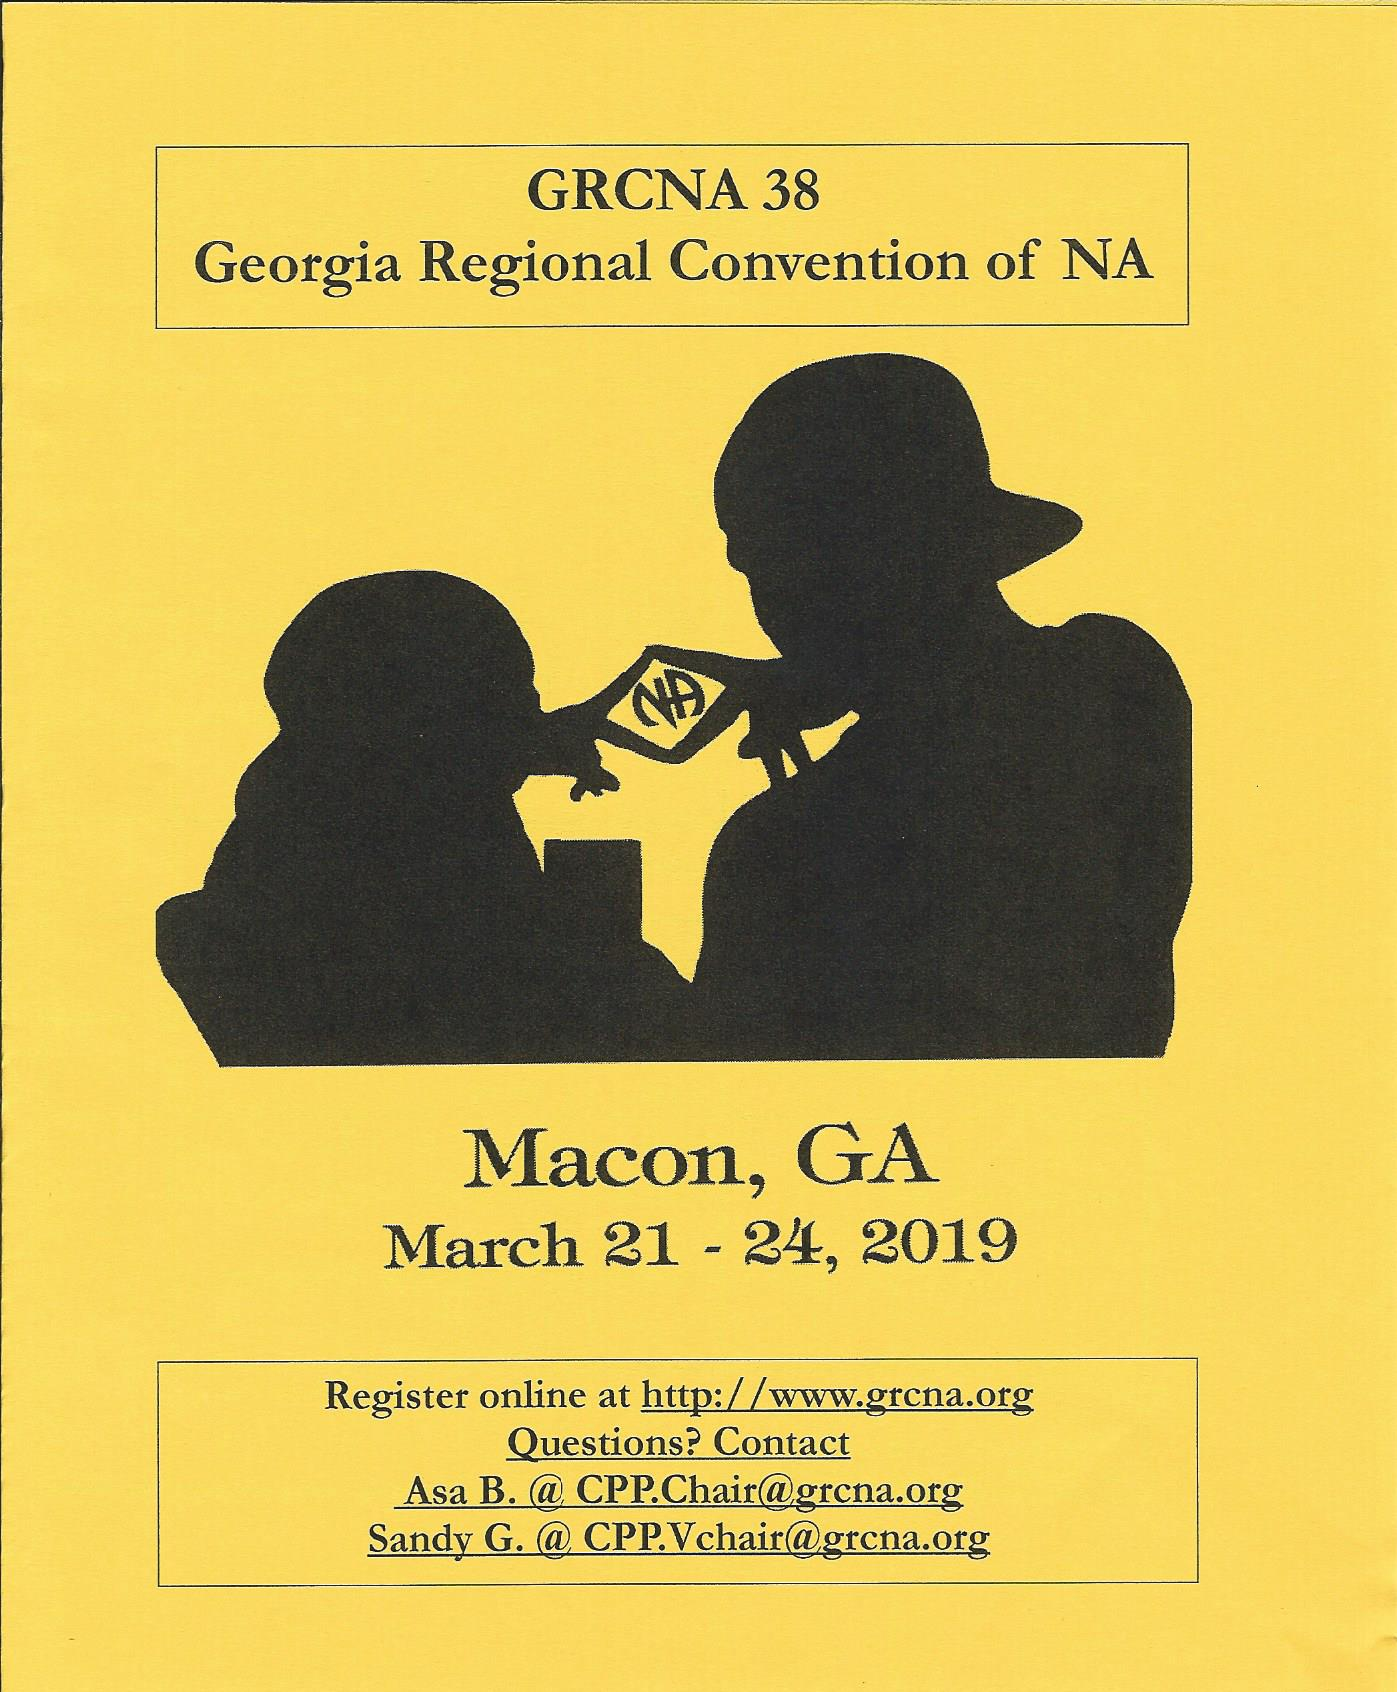 GRCNA 38
Georgia Regional Convention of NA
NA
Macon, GA
March 21 - 24, 2019
Register online at http://www.grcna.org
Questions? Contact
Asa B. @ CPP.Chair@grcna.org
Sandy G. @ CPP.Vchair@grcna.org